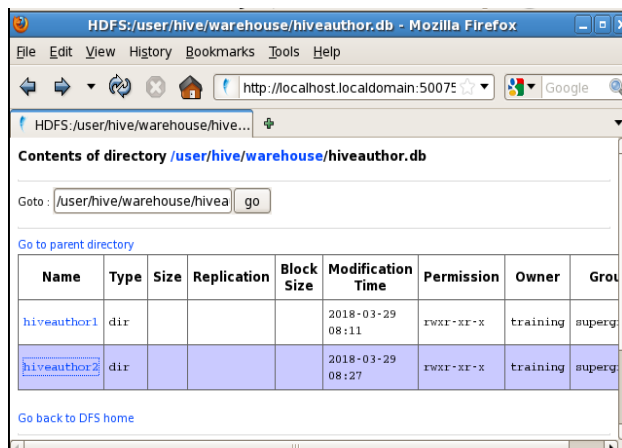 HDFS:/user/hive/warehouse/hiveauthor.db - Mozilla Firefox
File Edit View History Bookmarks Tools Help
http://localhost.localdomain:50075 Google
HDFS:/user/hive/warehouse/hive...
Contents of directory /user/hive/warehouse/hiveauthor.db
Goto : /user/hive/warehouse/hivea go
Go to parent directory
Name Type Size Replication Block Size Modification Time Permission Owner Grou
hiveauthor1 dir 2018-03-29 08:11 rwxr-xr-x training superg
hiveauthor2 dir 2018-03-29 08:27 rwxr-xr-x training superg
Go back to DFS home